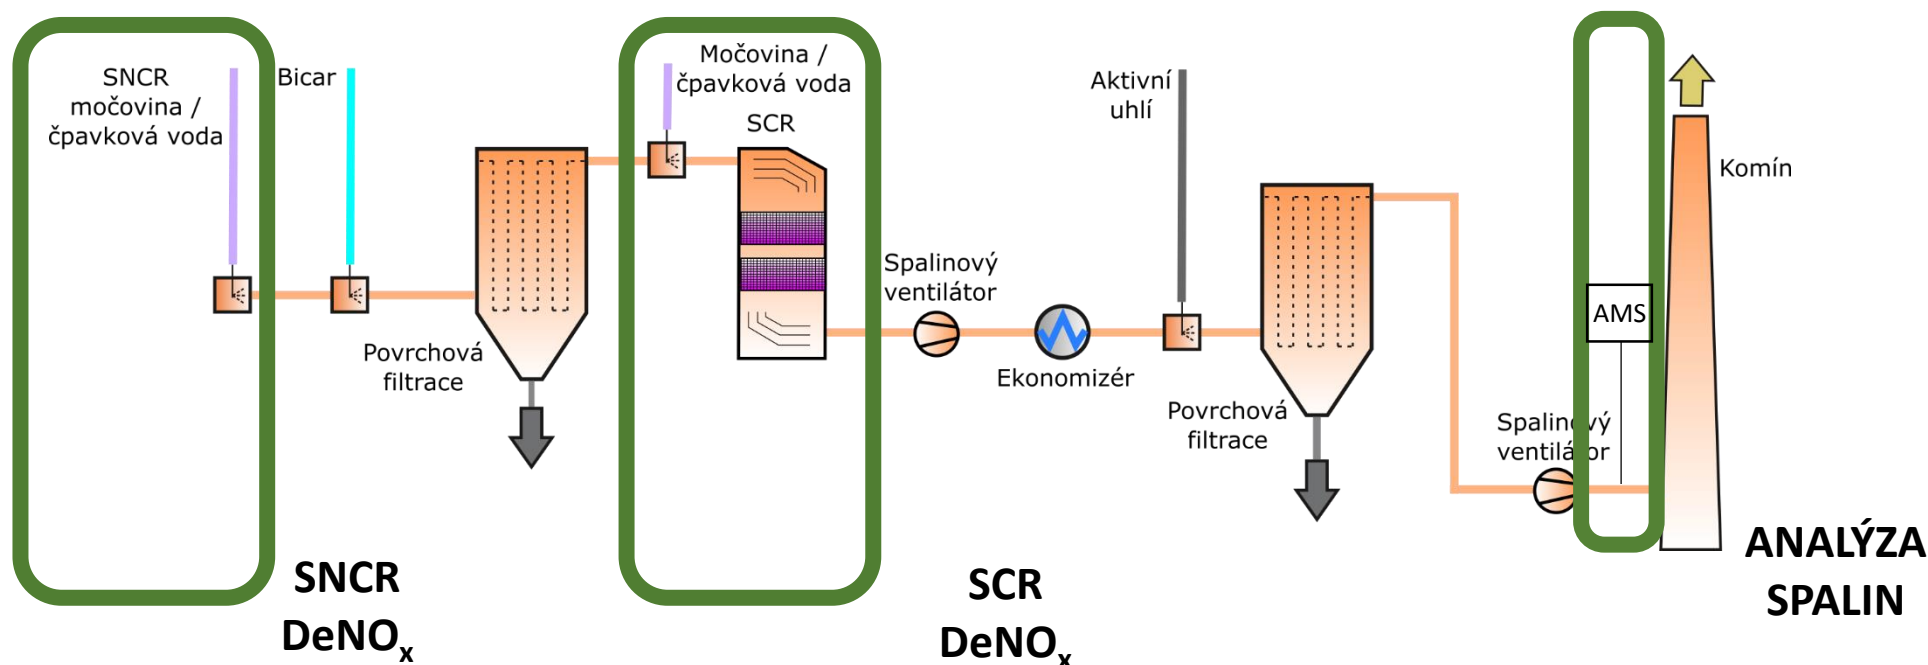 SNCR
močovina /
čpavková voda
Bicar
Povrchová
filtrace
Močovina /
čpavková voda
SCR
Spalinový
ventilátor
Ekonomizér
Aktivní
uhlí
Povrchová
filtrace
Spalinový
ventilátor
AMS
Komín
SNCR
DeNOₓ
SCR
DeNOₓ
ANALÝZA
SPALIN